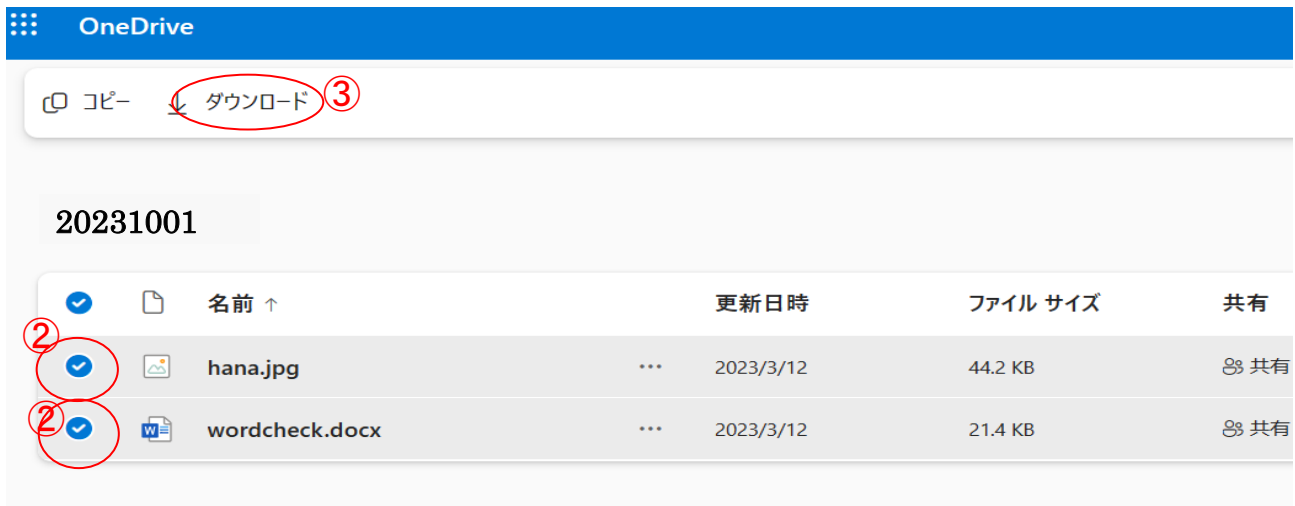 OneDrive
コピー ダウンロード ③
20231001
名前 ↑ 更新日時 ファイル サイズ 共有
②
hana.jpg ··· 2023/3/12 44.2 KB 共有
② wordcheck.docx ··· 2023/3/12 21.4 KB 共有